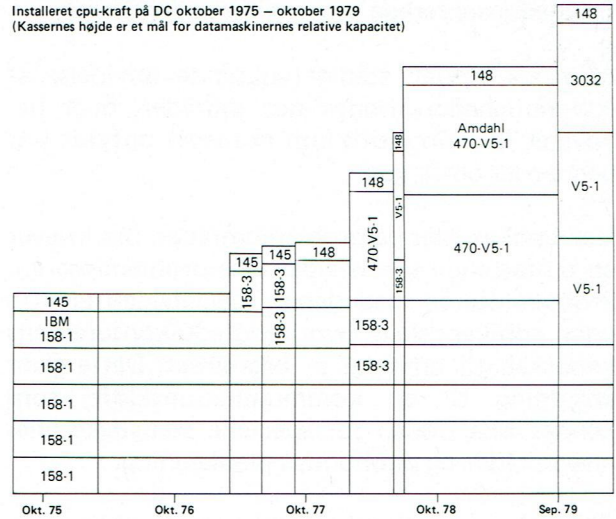 Installeret cpu-kraft på DC oktober 1975 – oktober 1979
(Kassernes højde er et mål for datamaskinernes relative kapacitet)
148
148
3032
148
Amdahl
470-V5-1
148
V5-1
V5-1
145
145
148
470-V5-1
470-V5-1
158-3
158-3
158-3
V5-1
145
IBM
158-1
158-3
158-3
158-1
158-3
158-1
158-1
158-1
Okt. 75
Okt. 76
Okt. 77
Okt. 78
Sep. 79